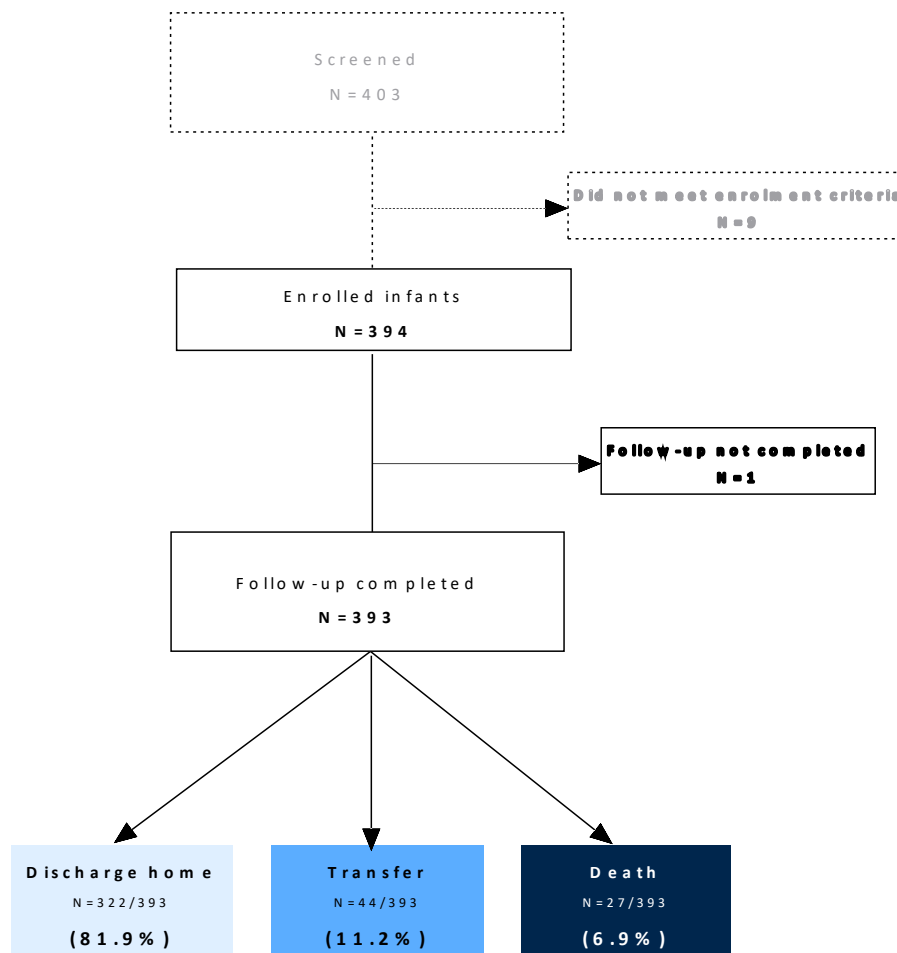 Screened
N=403
Did not meet enrolment criteria
N=9
Enrolled infants
N=394
Follow-up not completed
N=1
Follow-up completed
N=393
Discharge home
N=322/393
(81.9%)
Transfer
N=44/393
(11.2%)
Death
N=27/393
(6.9%)